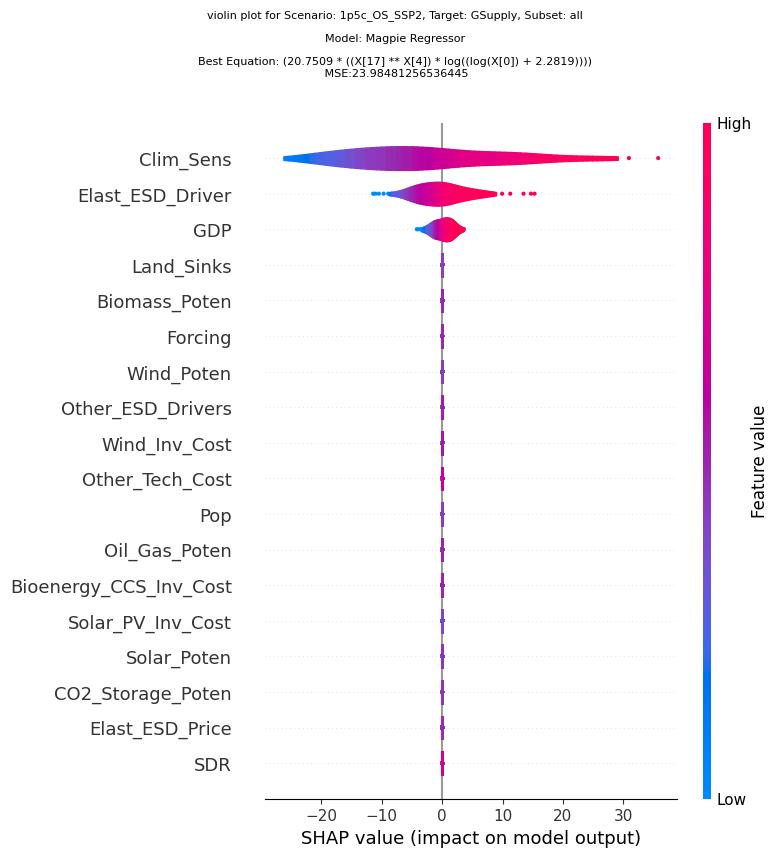 violin plot for Scenario: 1p5c_OS_SSP2, Target: GSupply, Subset: all
Model: Magpie Regressor
Best Equation: (20.7509 * ((X[17] ** X[4]) * log((log(X[0]) + 2.2819))))
MSE:23.98481256536445
High
Clim_Sens
Elast_ESD_Driver
GDP
Land_Sinks
Biomass_Poten
Forcing
Wind_Poten
Other_ESD_Drivers
Wind_Inv_Cost
Other_Tech_Cost
Pop
Oil_Gas_Poten
Bioenergy_CCS_Inv_Cost
Solar_PV_Inv_Cost
Solar_Poten
CO2_Storage_Poten
Elast_ESD_Price
SDR
Feature value
Low
−20 −10 0 10 20 30
SHAP value (impact on model output)